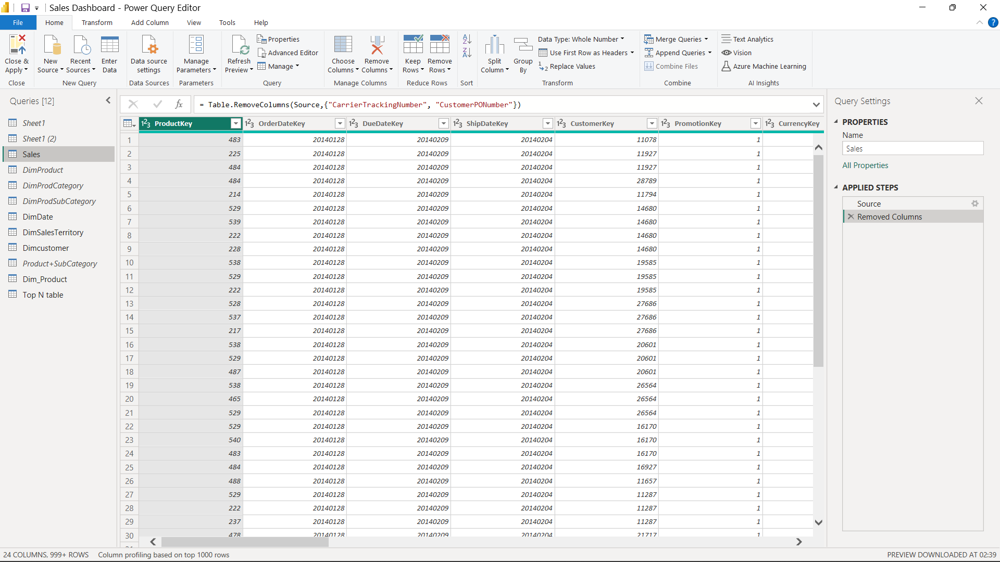 Sales Dashboard - Power Query Editor
File Home Transform Add Column View Tools Help
Close & Apply
New Source
Recent Sources
Enter Data
Data source settings
Manage Parameters
Refresh Preview
Properties
Advanced Editor
Manage
Choose Columns
Remove Columns
Keep Rows
Remove Rows
Split Column
Group By
Data Type: Whole Number
Use First Row as Headers
Replace Values
Merge Queries
Append Queries
Combine Files
Text Analytics
Vision
Azure Machine Learning
Close New Query Data Sources Parameters Query Manage Columns Reduce Rows Sort Transform Combine AI Insights
Queries [12]
Sheet1
Sheet1 (2)
Sales
DimProduct
DimProdCategory
DimProdSubCategory
DimDate
DimSalesTerritory
Dimcustomer
Product+SubCategory
Dim_Product
Top N table
fx = Table.RemoveColumns(Source,{"CarrierTrackingNumber", "CustomerPONumber"})
ProductKey OrderDateKey DueDateKey ShipDateKey CustomerKey PromotionKey CurrencyKey
1 483 20140128 20140209 20140204 11078 1
2 225 20140128 20140209 20140204 11927 1
3 484 20140128 20140209 20140204 11927 1
4 484 20140128 20140209 20140204 28789 1
5 214 20140128 20140209 20140204 11794 1
6 529 20140128 20140209 20140204 14680 1
7 539 20140128 20140209 20140204 14680 1
8 222 20140128 20140209 20140204 14680 1
9 228 20140128 20140209 20140204 14680 1
10 538 20140128 20140209 20140204 19585 1
11 529 20140128 20140209 20140204 19585 1
12 222 20140128 20140209 20140204 19585 1
13 528 20140128 20140209 20140204 27686 1
14 537 20140128 20140209 20140204 27686 1
15 217 20140128 20140209 20140204 27686 1
16 538 20140128 20140209 20140204 20601 1
17 529 20140128 20140209 20140204 20601 1
18 487 20140128 20140209 20140204 20601 1
19 538 20140128 20140209 20140204 26564 1
20 465 20140128 20140209 20140204 26564 1
21 529 20140128 20140209 20140204 26564 1
22 529 20140128 20140209 20140204 16170 1
23 540 20140128 20140209 20140204 16170 1
24 483 20140128 20140209 20140204 16170 1
25 484 20140128 20140209 20140204 16927 1
26 488 20140128 20140209 20140204 11657 1
27 529 20140128 20140209 20140204 11287 1
28 222 20140128 20140209 20140204 11287 1
29 237 20140128 20140209 20140204 11287 1
30 478 20140128 20140209 20140204 21717 1
Query Settings
PROPERTIES
Name
Sales
All Properties
APPLIED STEPS
Source
Removed Columns
24 COLUMNS, 999+ ROWS Column profiling based on top 1000 rows
PREVIEW DOWNLOADED AT 02:39